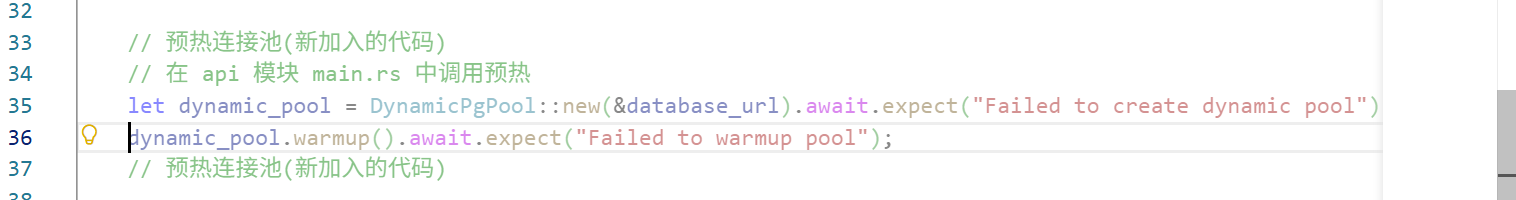 32
33 // 预热连接池(新加入的代码)
34 // 在 api 模块 main.rs 中调用预热
35 let dynamic_pool = DynamicPgPool::new(&database_url).await.expect("Failed to create dynamic pool")
36 dynamic_pool.warmup().await.expect("Failed to warmup pool");
37 // 预热连接池(新加入的代码)
38